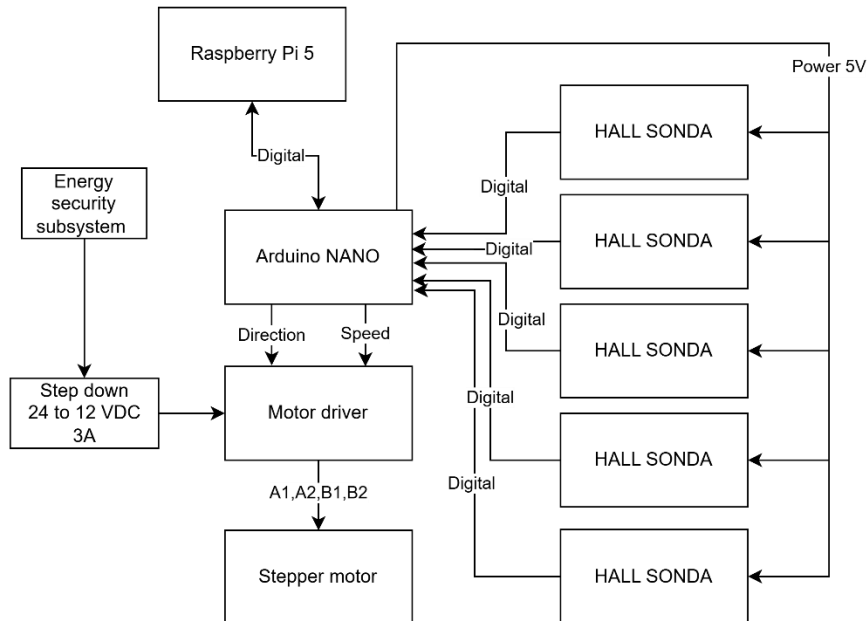 Raspberry Pi 5
Power 5V
HALL SONDA
Digital
Energy
security
subsystem
Digital
Arduino NANO
Digital
HALL SONDA
Digital
Direction
Speed
HALL SONDA
Step down
24 to 12 VDC
3A
Motor driver
Digital
HALL SONDA
Digital
A1,A2,B1,B2
Stepper motor
HALL SONDA